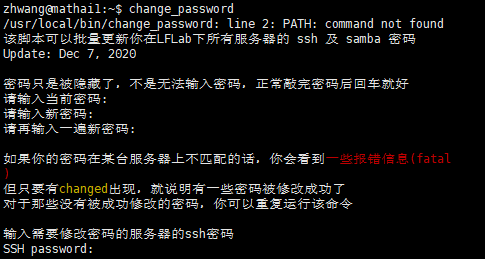 zhwang@mathai1:~$ change_password
/usr/local/bin/change_password: line 2: PATH: command not found
该脚本可以批量更新你在LFLab下所有服务器的 ssh 及 samba 密码
Update: Dec 7, 2020
密码只是被隐藏了，不是无法输入密码，正常敲完密码后回车就好
请输入当前密码:
请输入新密码:
请再输入一遍新密码:
如果你的密码在某台服务器上不匹配的话，你会看到一些报错信息(fatal
)
但只要有changed出现，就说明有一些密码被修改成功了
对于那些没有被成功修改的密码，你可以重复运行该命令
输入需要修改密码的服务器的ssh密码
SSH password: